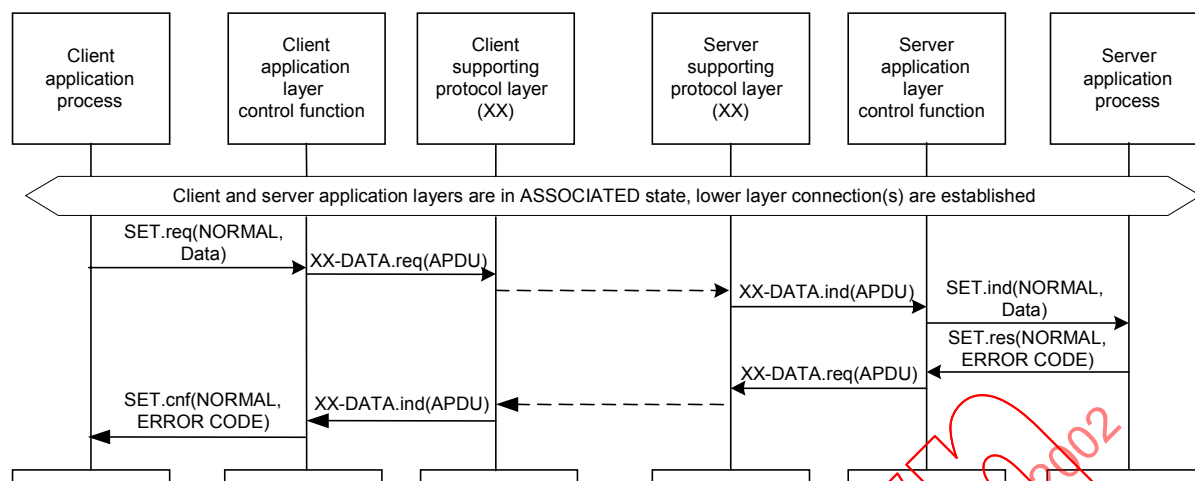 Client
application
process
Client
application
layer
control function
Client
supporting
protocol layer
(XX)
Server
supporting
protocol layer
(XX)
Server
application
layer
control function
Server
application
process
Client and server application layers are in ASSOCIATED state, lower layer connection(s) are established
SET.req(NORMAL,
Data)
XX-DATA.req(APDU)
XX-DATA.ind(APDU)
SET.ind(NORMAL,
Data)
SET.res(NORMAL,
ERROR CODE)
XX-DATA.req(APDU)
XX-DATA.ind(APDU)
SET.cnf(NORMAL,
ERROR CODE)
2002